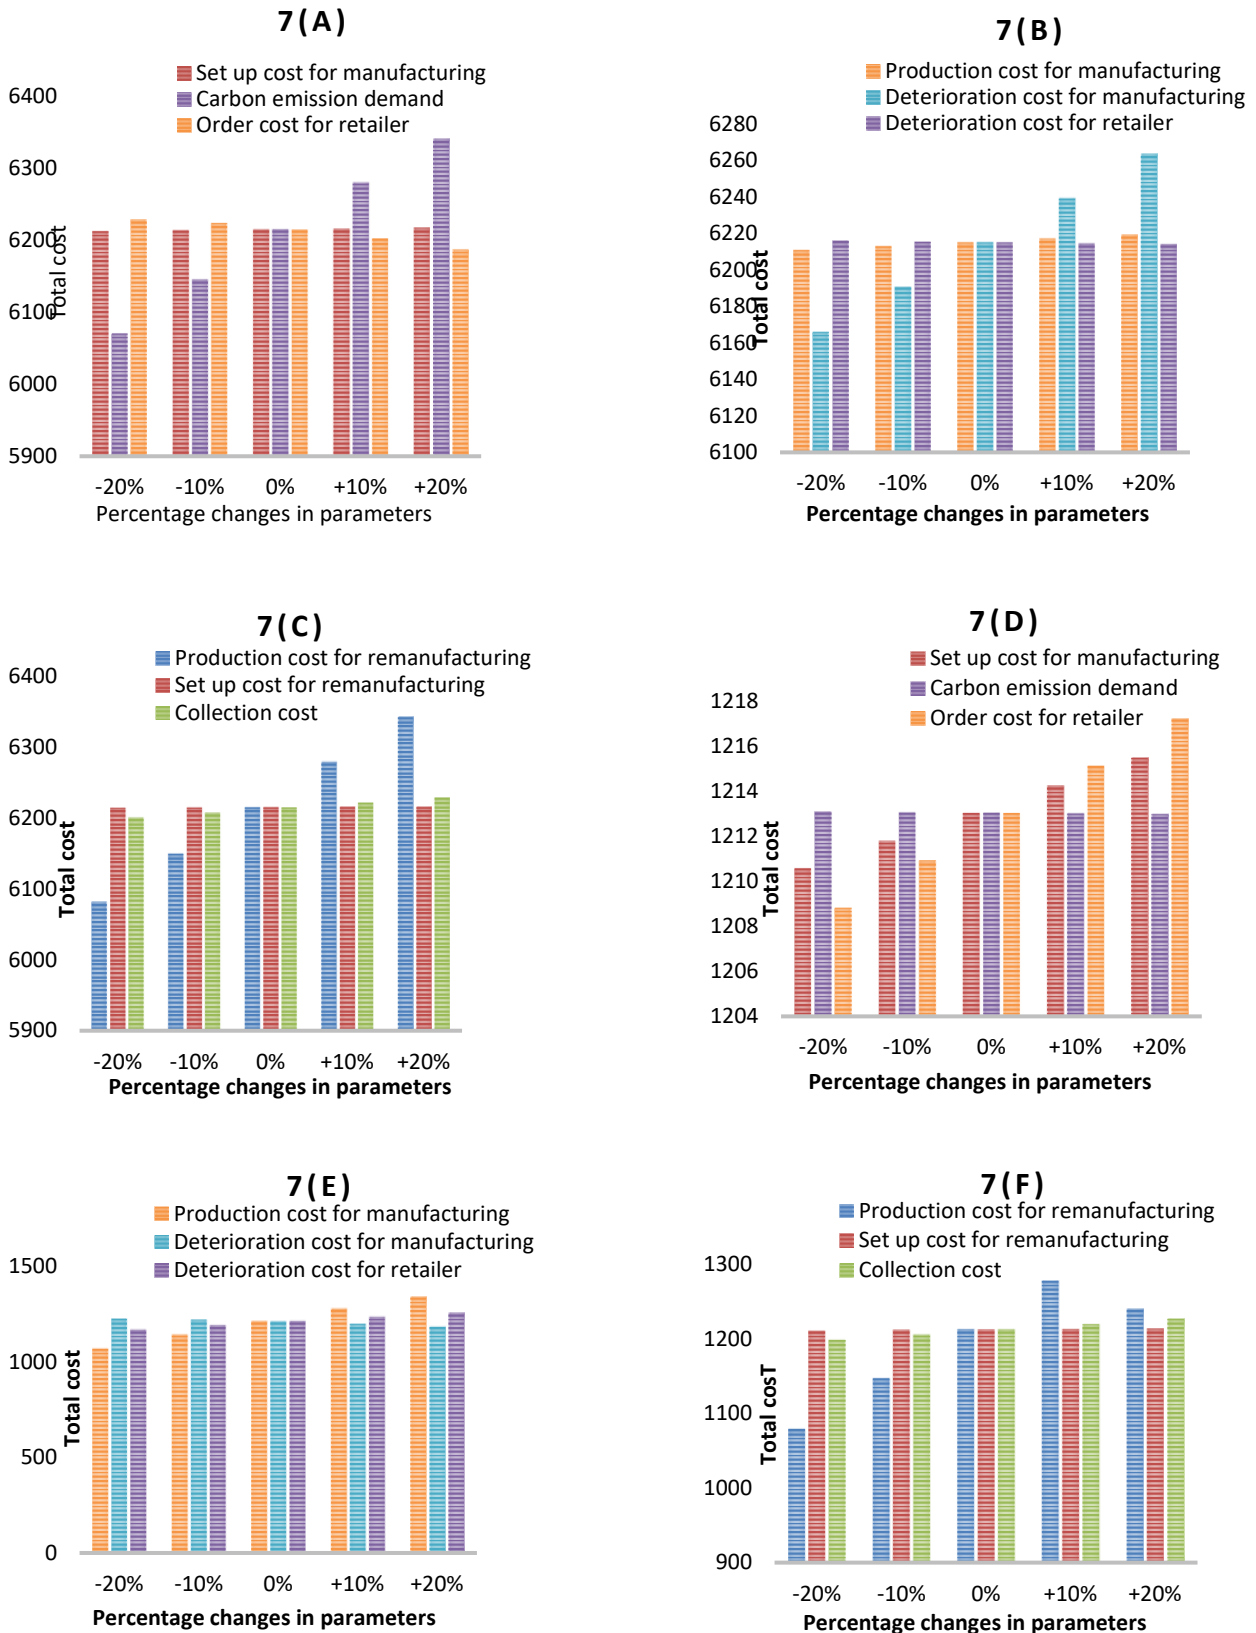 7(A)
Set up cost for manufacturing
Carbon emission demand
Order cost for retailer
6400
6300
6200
6100
6000
5900
Total cost
-20% -10% 0% +10% +20%
Percentage changes in parameters
7(B)
Production cost for manufacturing
Deterioration cost for manufacturing
Deterioration cost for retailer
6280
6260
6240
6220
6200
6180
6160
6140
6120
6100
Total cost
-20% -10% 0% +10% +20%
Percentage changes in parameters
7(C)
Production cost for remanufacturing
Set up cost for remanufacturing
Collection cost
6400
6300
6200
6100
6000
5900
Total cost
-20% -10% 0% +10% +20%
Percentage changes in parameters
7(D)
Set up cost for manufacturing
Carbon emission demand
Order cost for retailer
1218
1216
1214
1212
1210
1208
1206
1204
Total cost
-20% -10% 0% +10% +20%
Percentage changes in parameters
7(E)
Production cost for manufacturing
Deterioration cost for manufacturing
Deterioration cost for retailer
1500
1000
500
0
Total cost
-20% -10% 0% +10% +20%
Percentage changes in parameters
7(F)
Production cost for remanufacturing
Set up cost for remanufacturing
Collection cost
1300
1200
1100
1000
900
Total cosT
-20% -10% 0% +10% +20%
Percentage changes in parameters